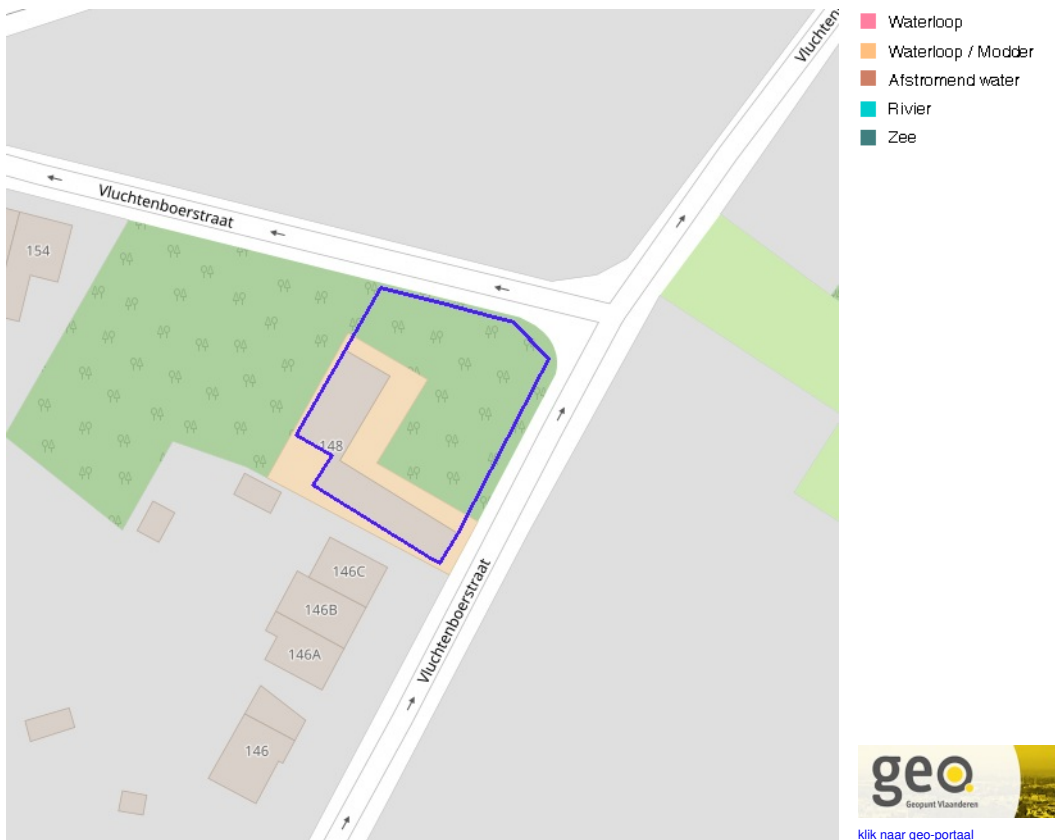 Vluchten
Waterloop
Waterloop / Modder
Afstromend water
Rivier
Zee
Vluchtenboerstraat
154
148
146C
146B
146A
Vluchtenboerstraat
146
geo.
Geopunt Vlaanderen
klik naar geo-portaal